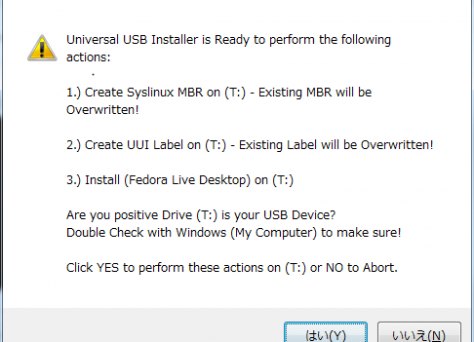 Universal USB Installer is Ready to perform the following
actions:
1.) Create Syslinux MBR on (T:) - Existing MBR will be
Overwritten!
2.) Create UUI Label on (T:) - Existing Label will be Overwritten!
3.) Install (Fedora Live Desktop) on (T:)
Are you positive Drive (T:) is your USB Device?
Double Check with Windows (My Computer) to make sure!
Click YES to perform these actions on (T:) or NO to Abort.
はい(Y) いいえ(N)